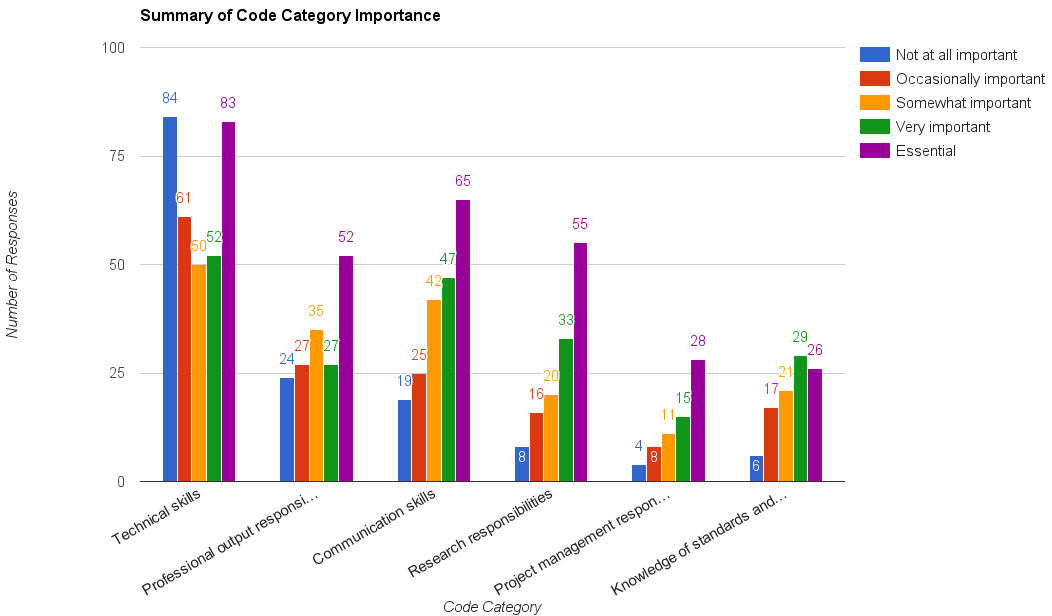 Summary of Code Category Importance
Number of Responses
100
75
50
25
0
84
61
50
52
83
24
27
35
27
52
19
25
42
47
65
8
16
20
33
55
4
8
11
15
28
6
17
21
29
26
Technical skills
Professional output responsi...
Communication skills
Research responsibilities
Project management respon...
Knowledge of standards and...
Code Category
Not at all important
Occasionally important
Somewhat important
Very important
Essential